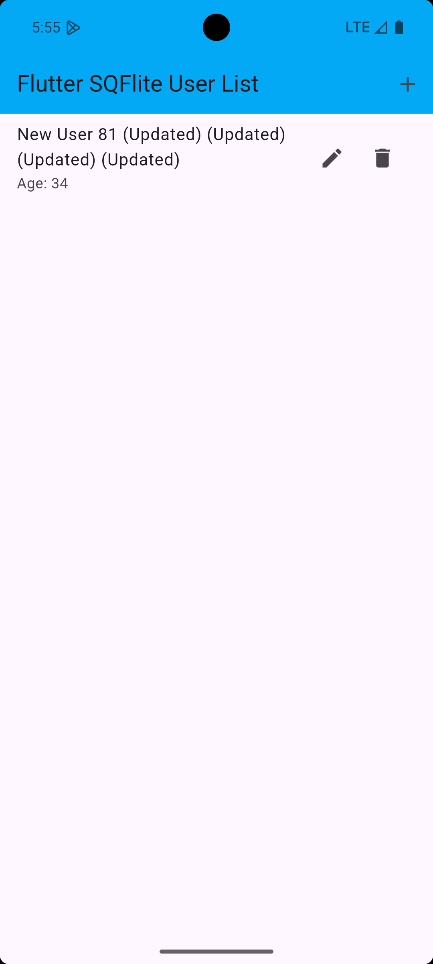 5:55
LTE
Flutter SQFlite User List
New User 81 (Updated) (Updated)
(Updated) (Updated)
Age: 34